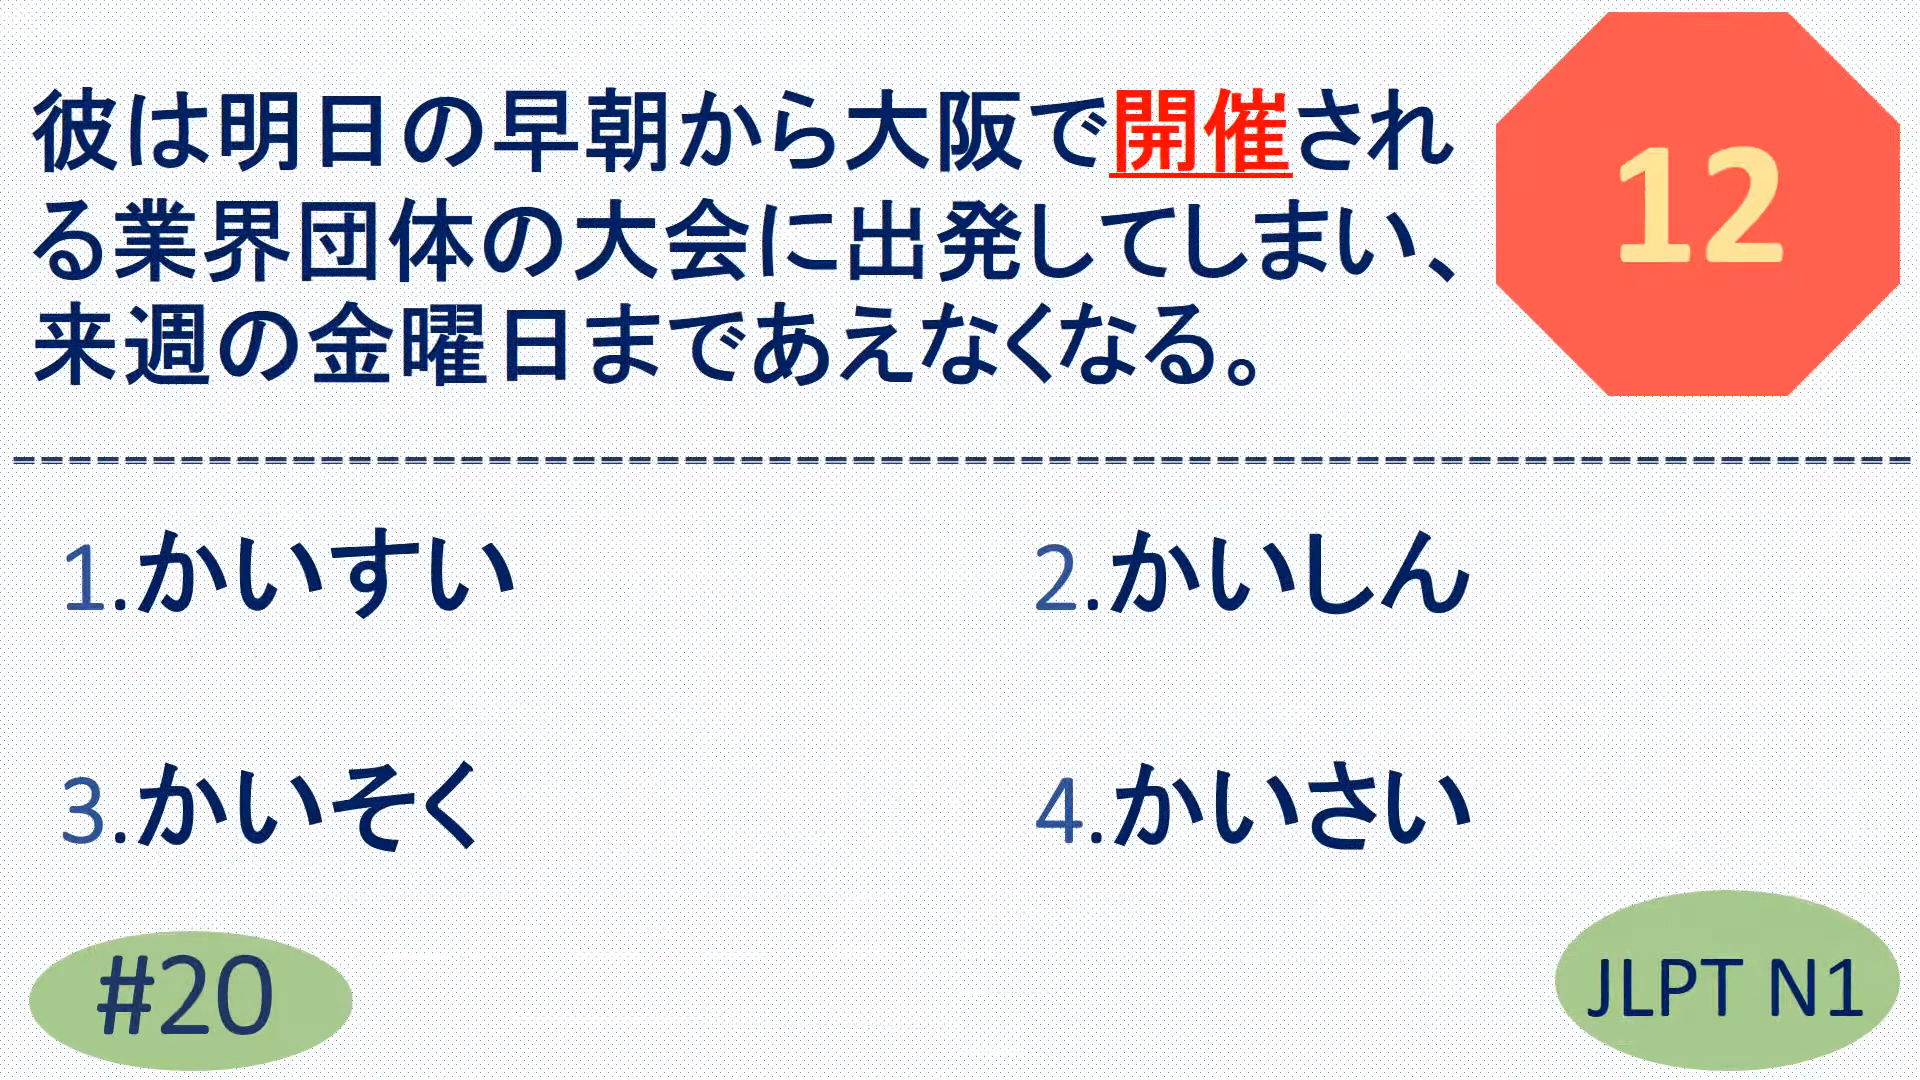 彼は明日の早朝から大阪で開催され
る業界団体の大会に出発してしまい、
来週の金曜日まであえなくなる。
12
1.かいすい
2.かいしん
3.かいそく
4.かいさい
#20
JLPT N1